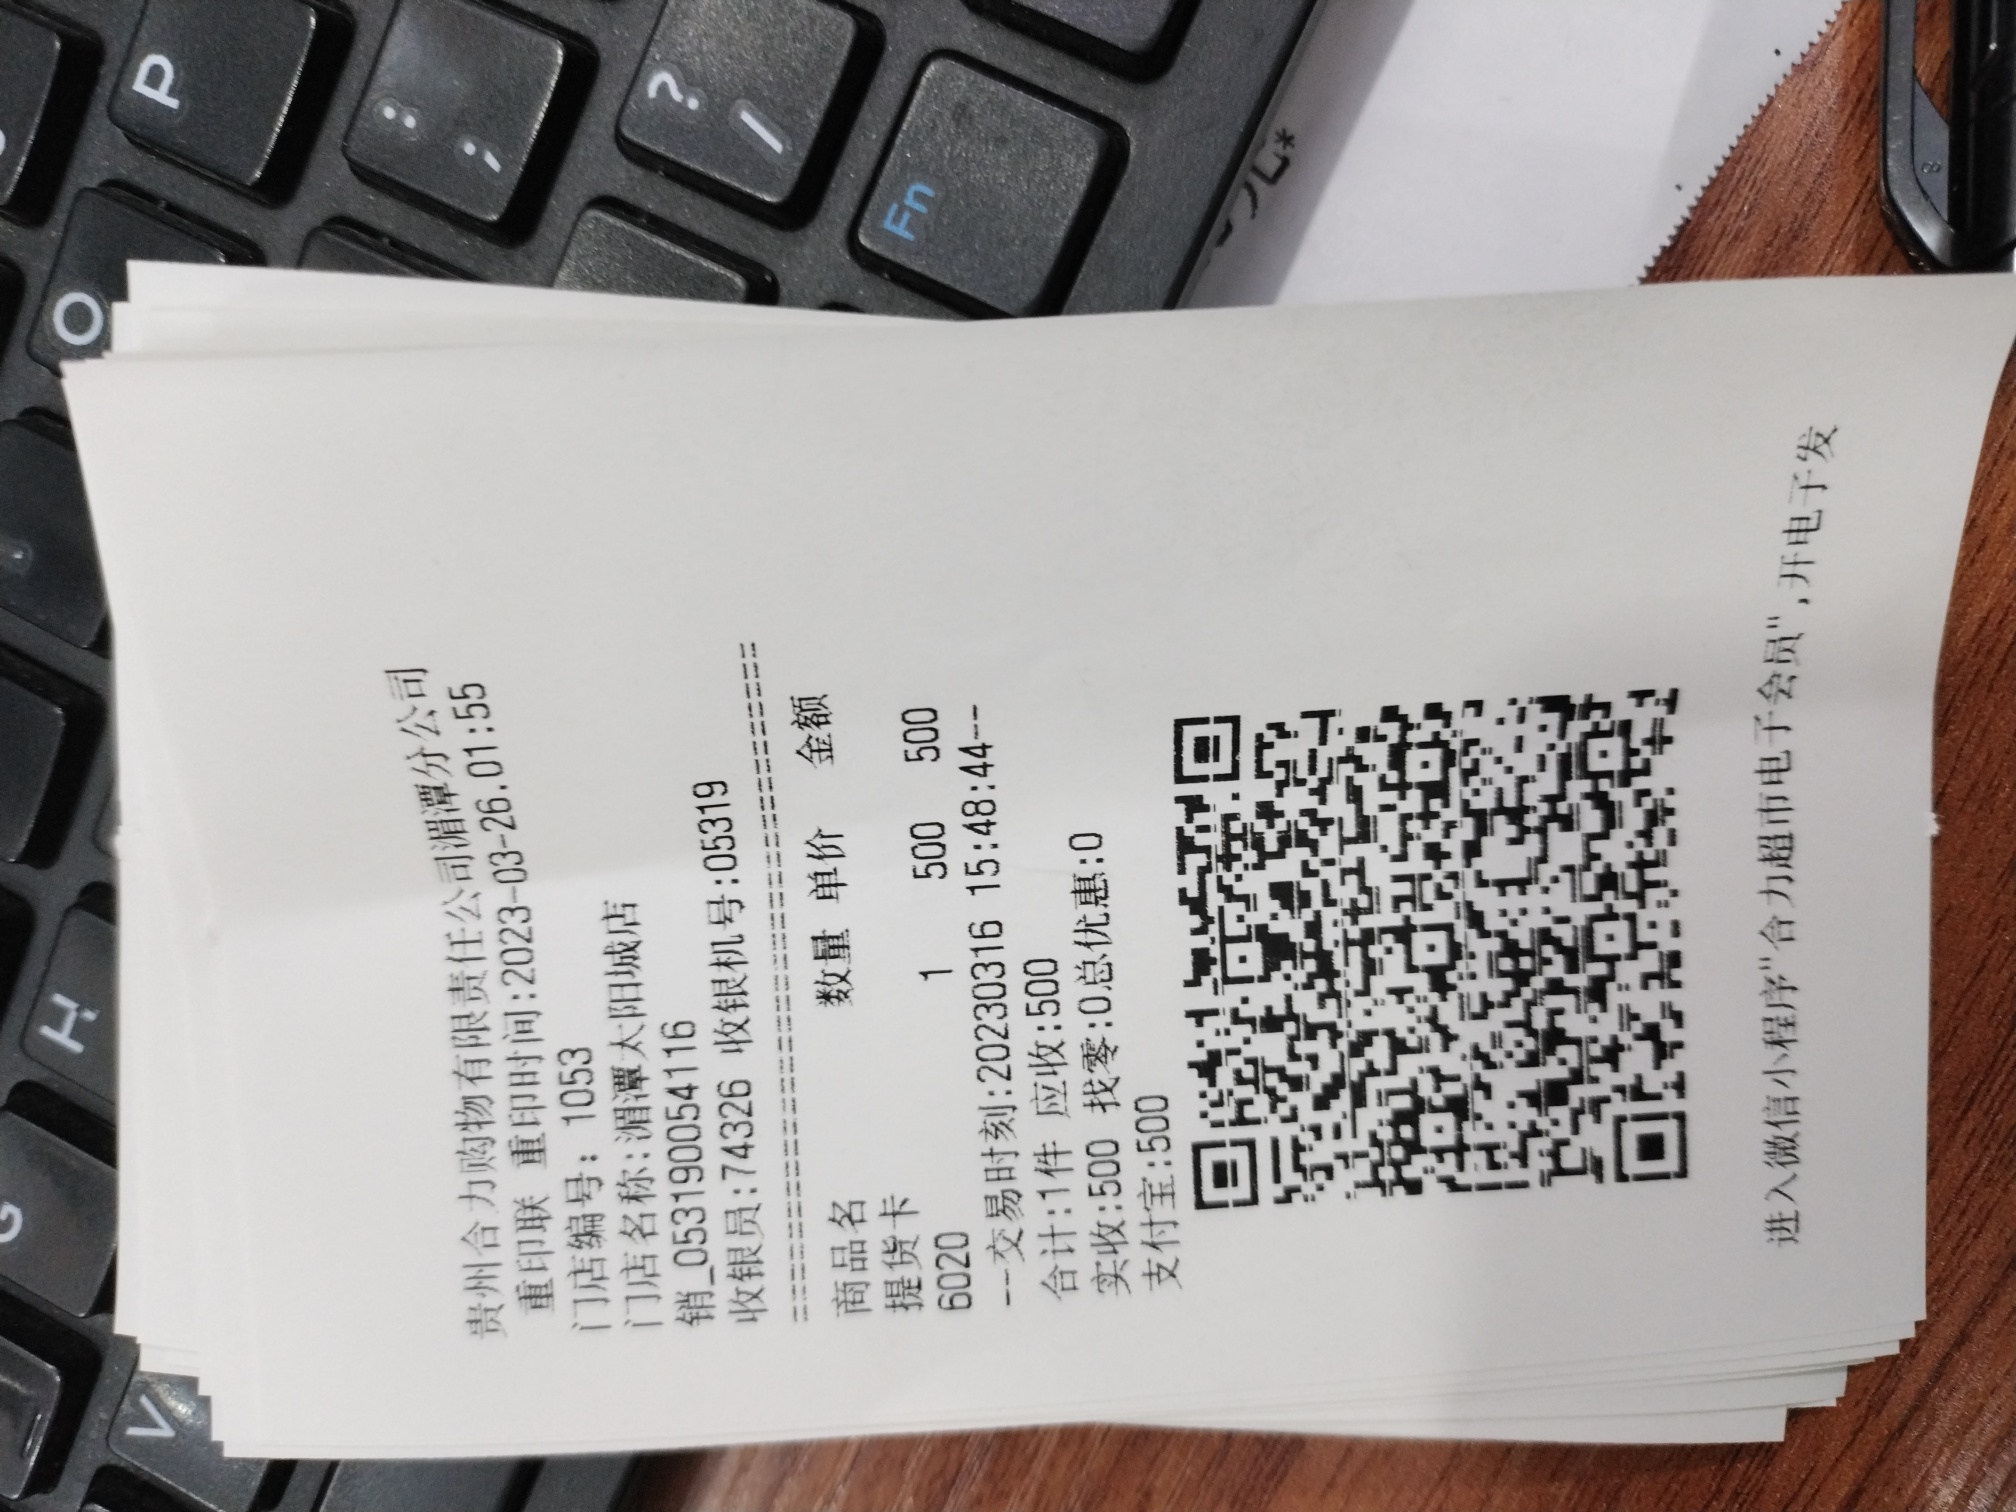 贵州合力购物有限责任公司湄潭分公司
重印联 重印时间:2023-03-26.01:55
门店编号: 1053
门店名称:湄潭太阳城店
销_053190054116
收银员:74326 收银机号:05319
商品名 数量 单价 金额
提货卡
6020 1 500 500
--交易时刻:20230316 15:48:44--
合计:1件 应收:500
实收:500 找零:0总优惠:0
支付宝:500
进入微信小程序"合力超市电子会员",开电子发
P
: ;
? /
Fn
O
H
G
V